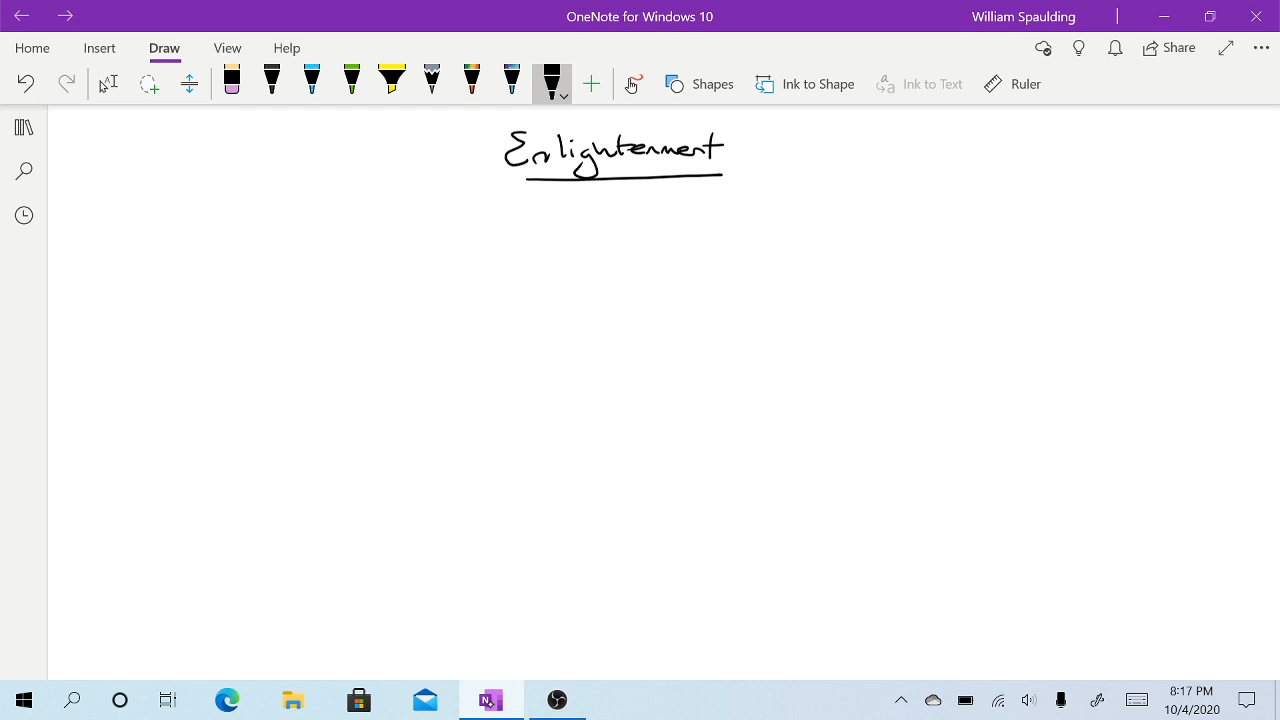 OneNote for Windows 10
William Spaulding
Home Insert Draw View Help
Share
Shapes Ink to Shape Ink to Text Ruler
Enlightenment
8:17 PM
10/4/2020